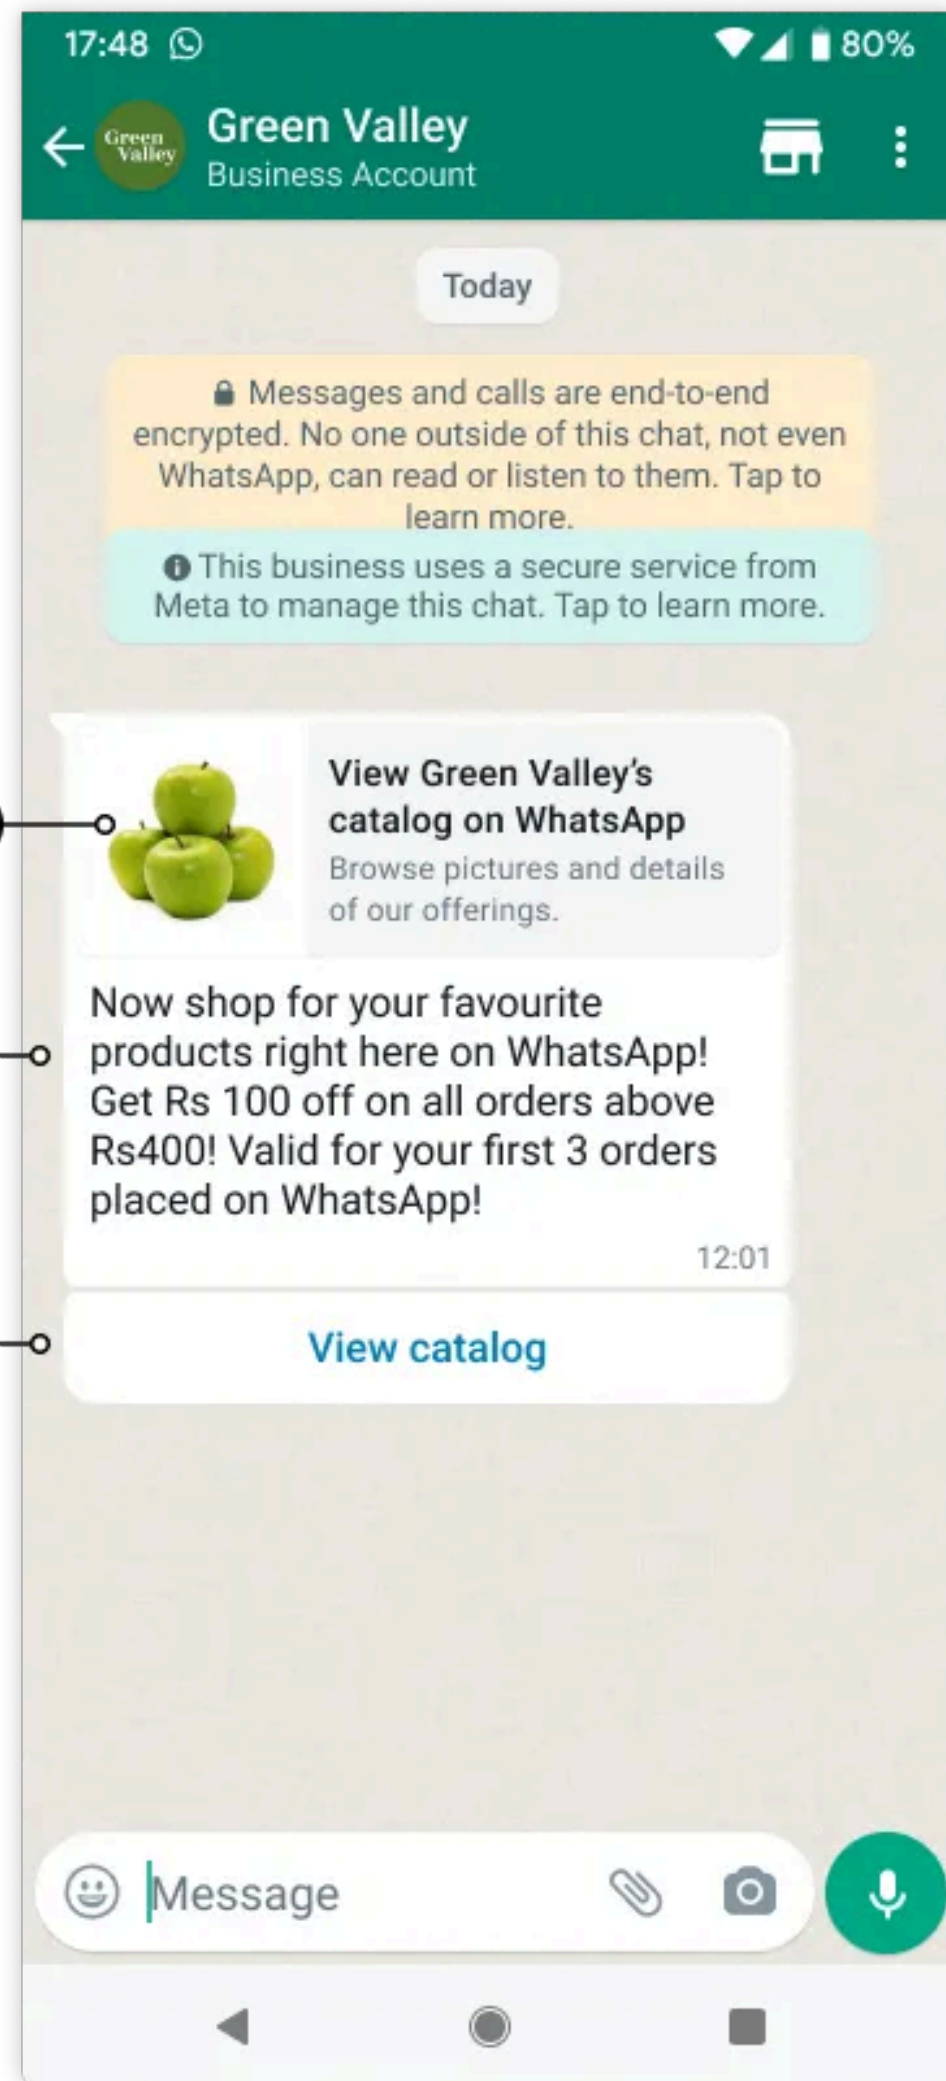 17:48
80%
Green Valley
Green Valley
Business Account
Today
Messages and calls are end-to-end
encrypted. No one outside of this chat, not even
WhatsApp, can read or listen to them. Tap to
learn more.
This business uses a secure service from
Meta to manage this chat. Tap to learn more.
View Green Valley's
catalog on WhatsApp
Browse pictures and details
of our offerings.
Now shop for your favourite
products right here on WhatsApp!
Get Rs 100 off on all orders above
Rs400! Valid for your first 3 orders
placed on WhatsApp!
12:01
View catalog
Message